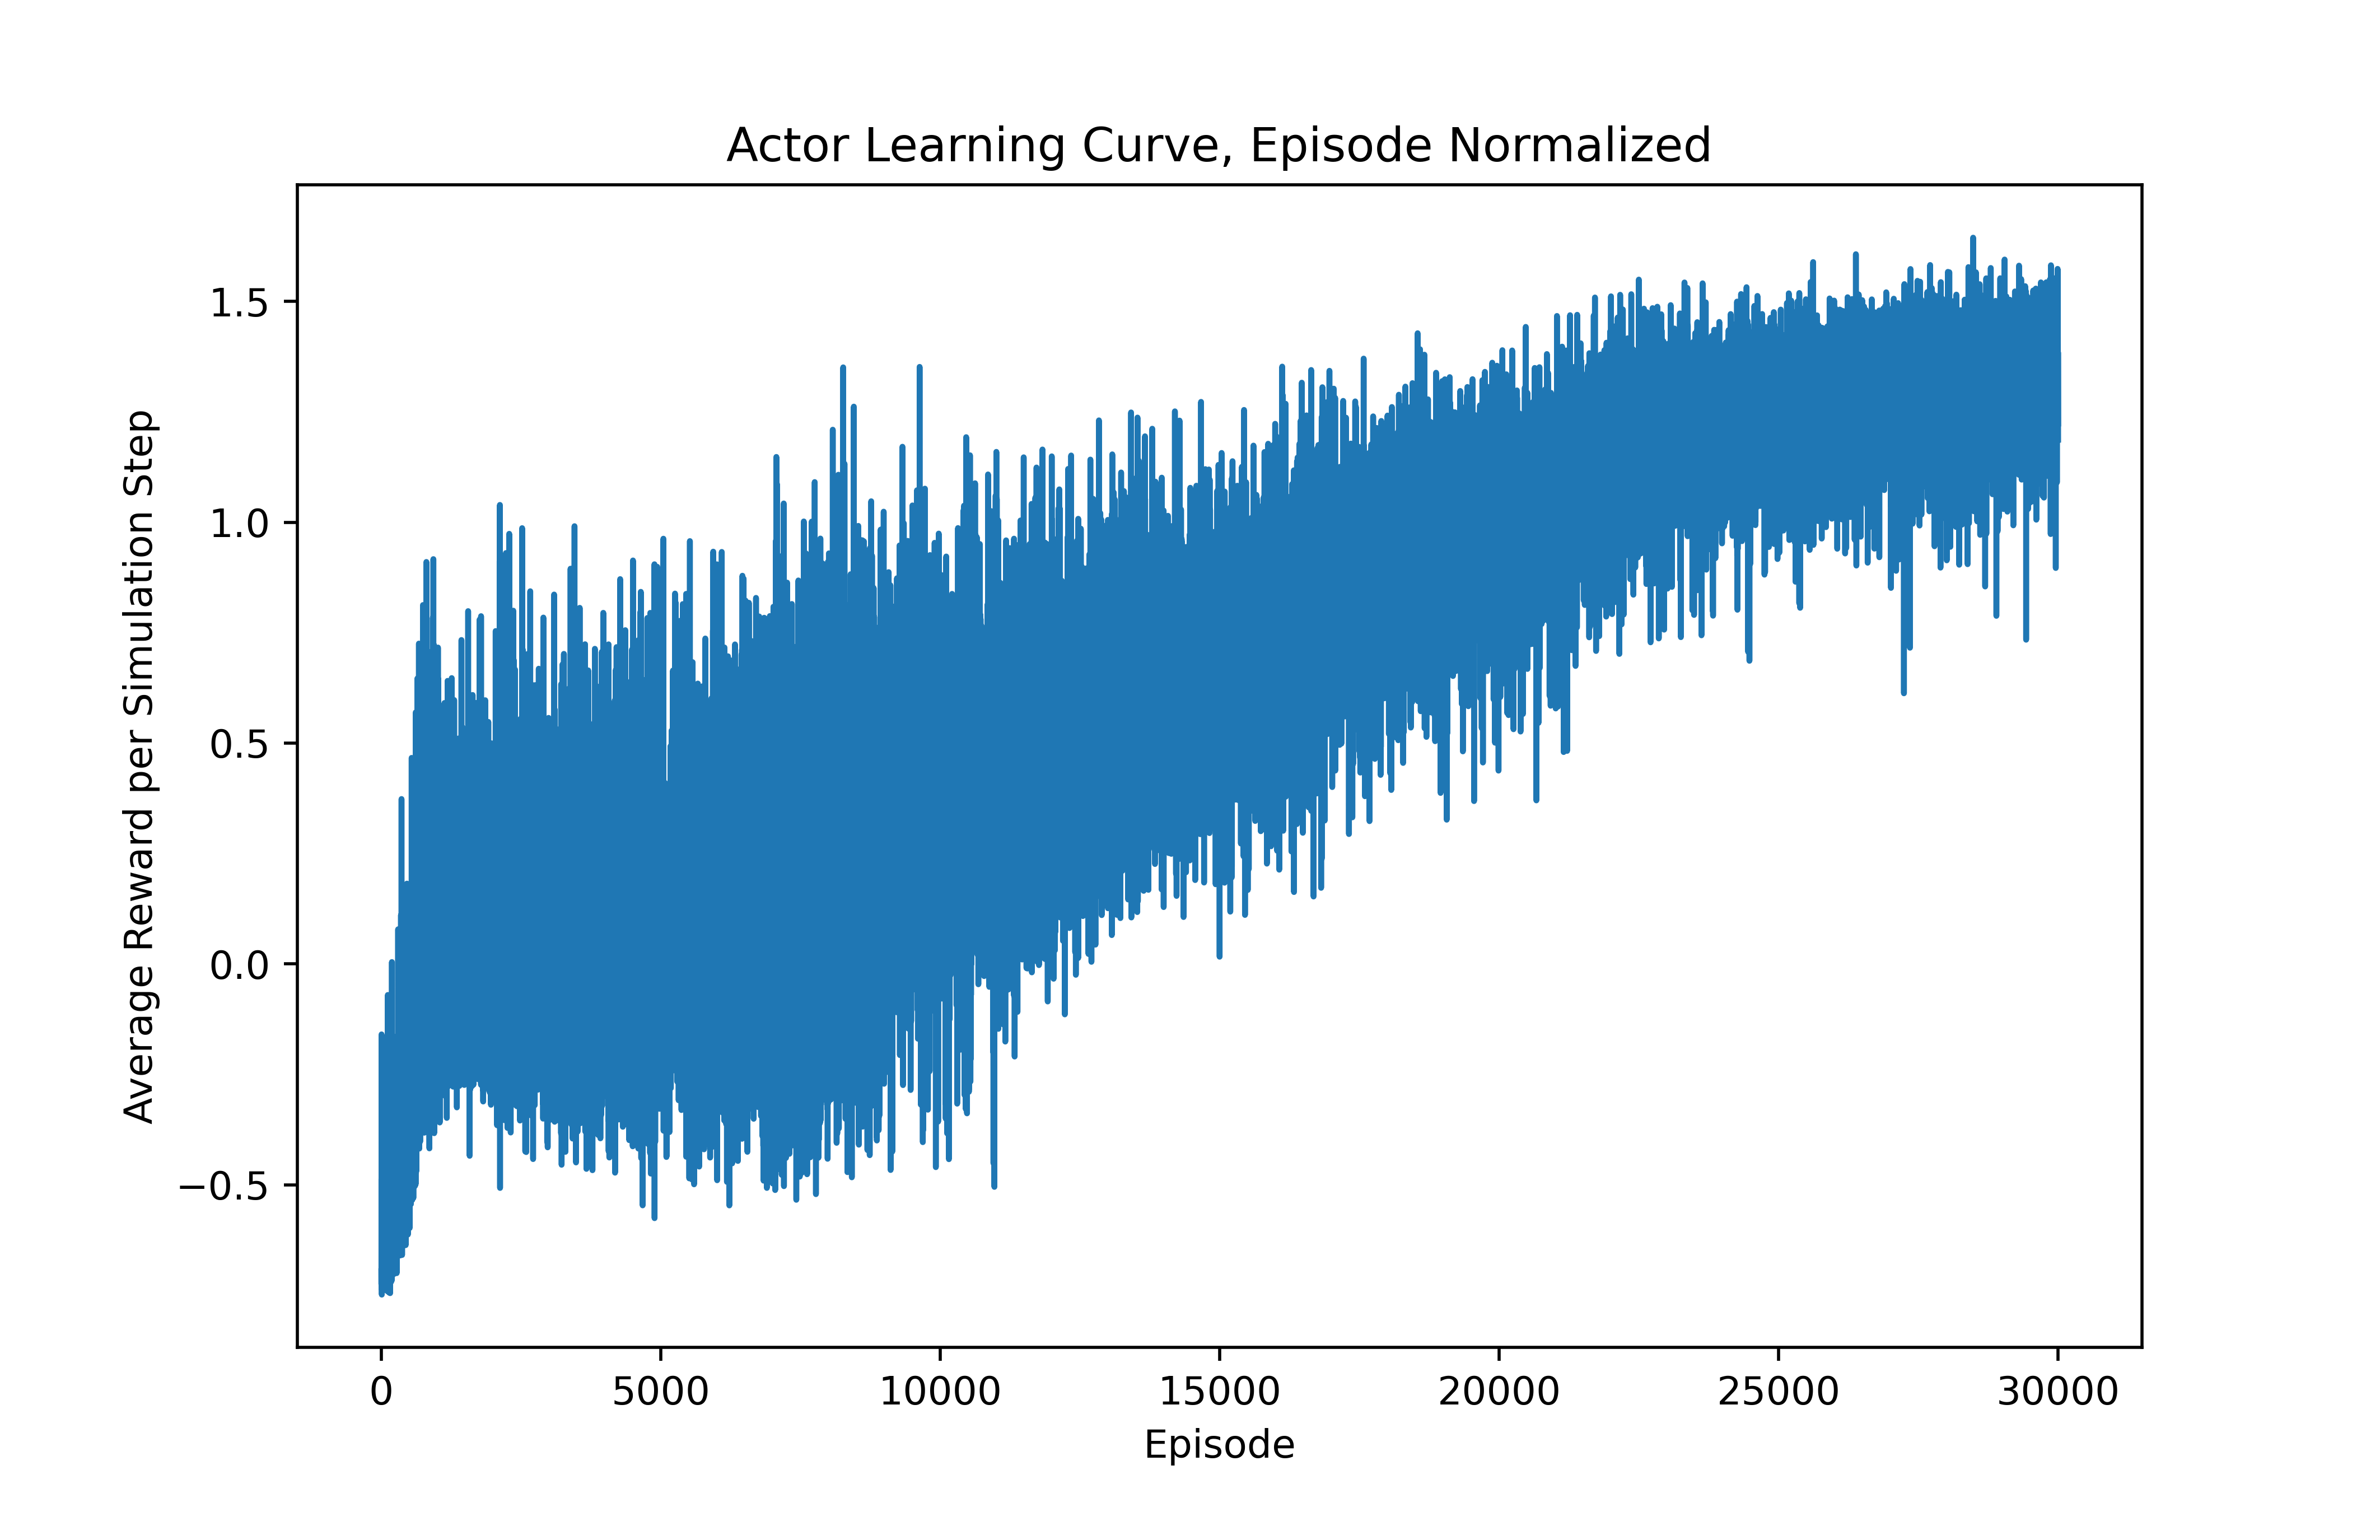 Actor Learning Curve, Episode Normalized
Average Reward per Simulation Step
1.5
1.0
0.5
0.0
−0.5
0 5000 10000 15000 20000 25000 30000
Episode